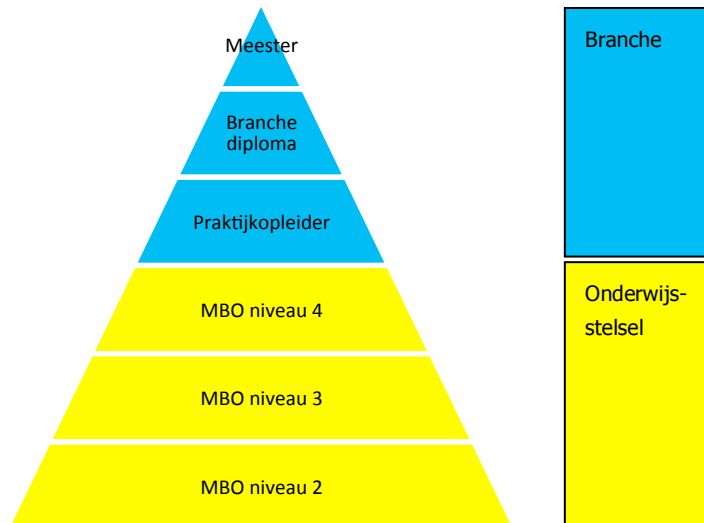 Meester
Branche
diploma
Praktijkopleider
MBO niveau 4
MBO niveau 3
MBO niveau 2
Branche
Onderwijs-
stelsel